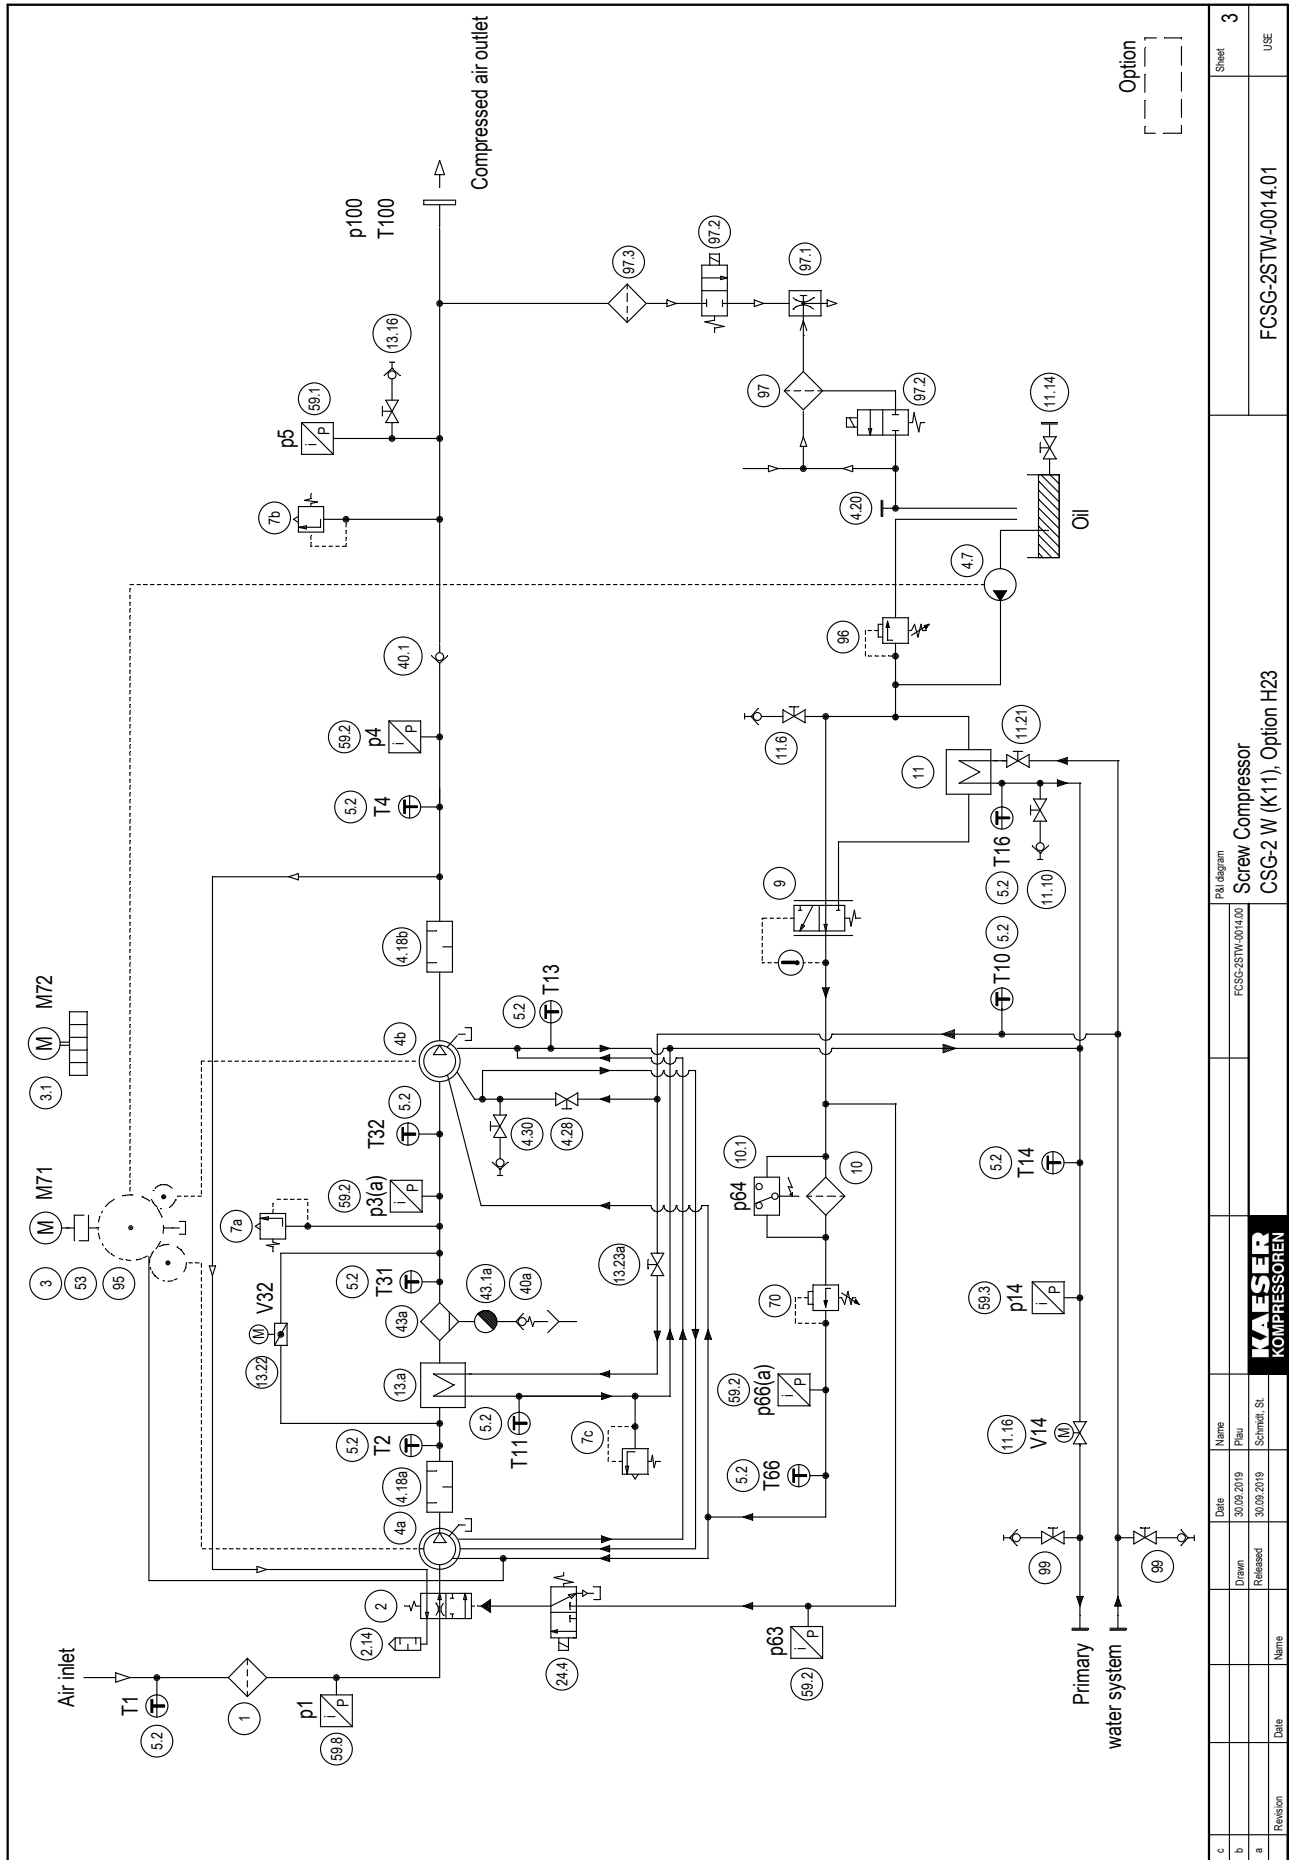 Air inlet
T1
5.2
1
p1
59.8
2.14
2
24.4
p63
59.2
4a
4.18a
T2
5.2
13.22
V32
M
13.a
T11
5.2
7c
43a
43.1a
40a
T31
5.2
7a
p3(a)
59.2
i
P
T32
5.2
3
53
95
M
M71
3.1
M
M72
4b
4.18b
T13
5.2
4.30
4.28
13.23a
T4
5.2
p4
59.2
40.1
7b
p5
59.1
13.16
p100
T100
Compressed air outlet
97.3
97.2
97.1
97
97.2
4.20
4.7
Oil
11.14
96
11.6
11
11.21
T16
5.2
11.10
9
T10
5.2
p64
10.1
10
70
p66(a)
59.2
T66
5.2
T14
5.2
p14
59.3
V14
11.16
M
99
99
Primary
water system
Option
c
b
a
Revision
Date
Name
Drawn
Released
Date
30.09.2019
30.09.2019
Name
Plau
Schmidt, St.
KAESER
KOMPRESSOREN
FCSG-2STW-0014.00
P&I diagram
Screw Compressor
CSG-2 W (K11), Option H23
FCSG-2STW-0014.01
Sheet
3
USE